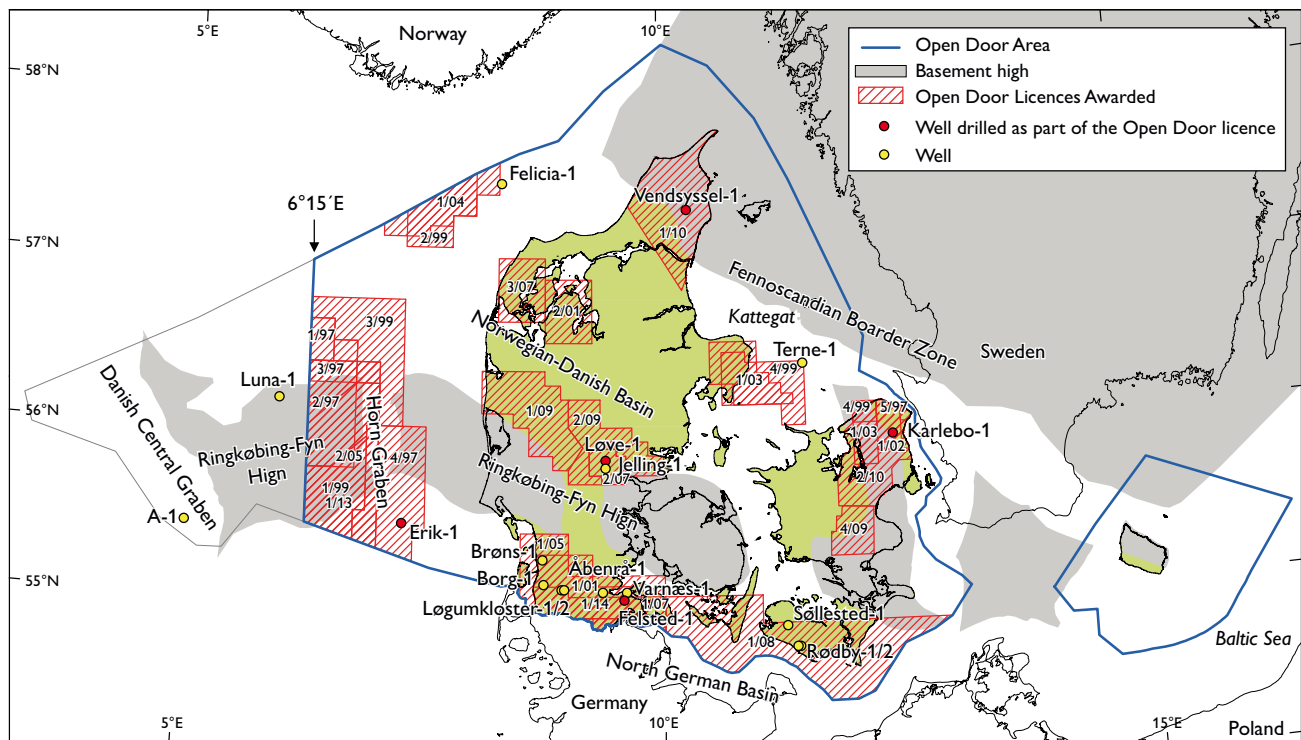 5°E
10°E
Norway
58°N
57°N
56°N
55°N
Open Door Area
Basement high
Open Door Licences Awarded
Well drilled as part of the Open Door licence
Well
Felicia-1
1/04
2/99
6°15´E
Vendsyssel-1
1/10
Fennoscandian Boarder Zone
Kattegat
Sweden
3/07
2/01
Norwegian-Danish Basin
1/97
3/99
3/97
2/97
2/05
1/99
1/13
4/97
Horn Graben
Luna-1
Danish Central Graben
Ringkøbing-Fyn
Hign
A-1
Erik-1
Terne-1
4/99
1/03
1/09
2/09
Løve-1
Jelling-1
2/07
Ringkøbing-Fyn Hign
4/99
5/97
1/03
Karlebo-1
1/02
2/10
4/09
Brøns-1
1/05
Borg-1
Åbenrå-1
1/01
Varnæs-1
Løgumkloster-1/2
1/14
1/07
Felsted-1
1/08
Søllested-1
Rødby-1/2
North German Basin
Germany
Baltic Sea
Poland
5°E
10°E
15°E